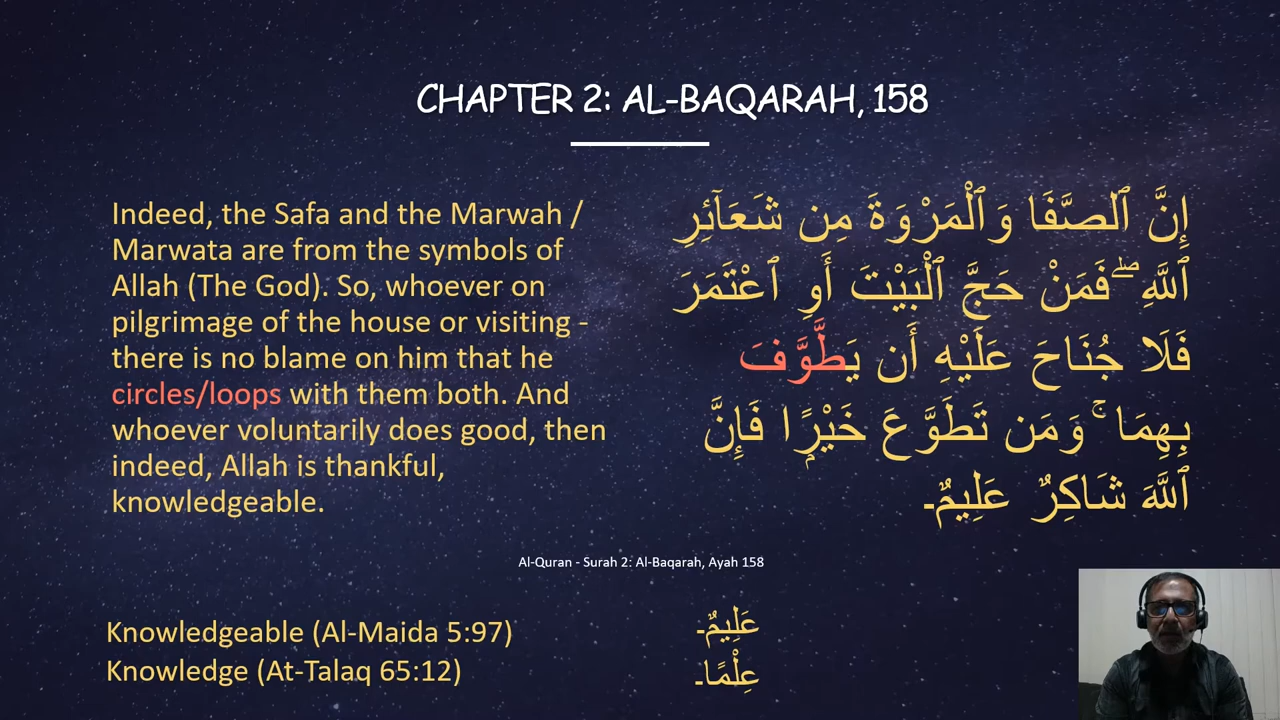 CHAPTER 2: AL-BAQARAH, 158
Indeed, the Safa and the Marwah /
Marwata are from the symbols of
Allah (The God). So, whoever on
pilgrimage of the house or visiting -
there is no blame on him that he
circles/loops with them both. And
whoever voluntarily does good, then
indeed, Allah is thankful,
knowledgeable.
إِنَّ ٱلصَّفَا وَٱلْمَرْوَةَ مِن شَعَآئِرِ
ٱللَّهِ ۖ فَمَنْ حَجَّ ٱلْبَيْتَ أَوِ ٱعْتَمَرَ
فَلَا جُنَاحَ عَلَيْهِ أَن يَطَّوَّفَ
بِهِمَا ۚ وَمَن تَطَوَّعَ خَيْرًۭا فَإِنَّ
ٱللَّهَ شَاكِرٌ عَلِيمٌ۔
Al-Quran - Surah 2: Al-Baqarah, Ayah 158
Knowledgeable (Al-Maida 5:97)
عَلِيمٌ۔
Knowledge (At-Talaq 65:12)
عِلْمًا۔